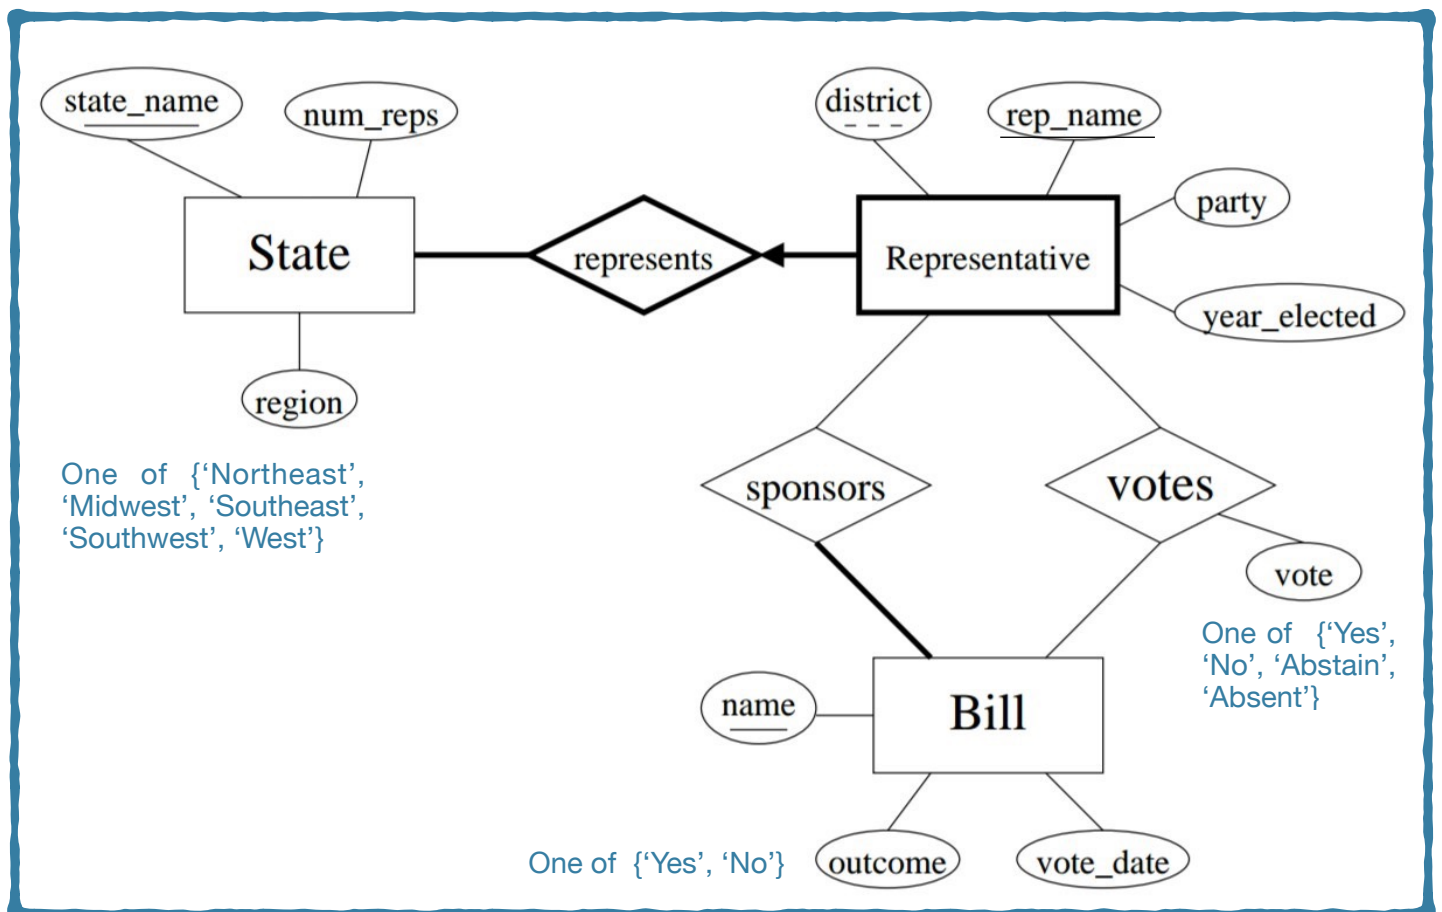 state_name
num_reps
district
rep_name
party
State
represents
Representative
year_elected
region
One of {‘Northeast’,
‘Midwest’, ‘Southeast’,
‘Southwest’, ‘West’}
sponsors
votes
vote
One of {‘Yes’,
‘No’, ‘Abstain’,
‘Absent’}
name
Bill
One of {‘Yes’, ‘No’}
outcome
vote_date